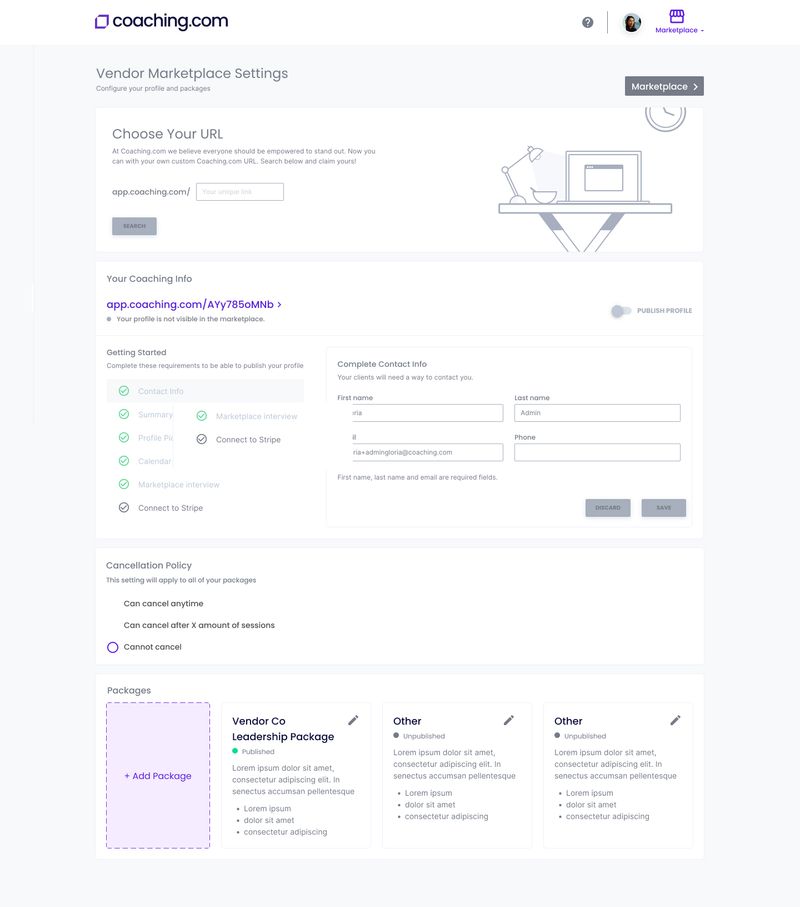 coaching.com
?
Marketplace
Vendor Marketplace Settings
Configure your profile and packages
Marketplace >
Choose Your URL
At Coaching.com we believe everyone should be empowered to stand out. Now you
can with your own custom Coaching.com URL. Search below and claim yours!
app.coaching.com/ Your unique link
SEARCH
Your Coaching Info
app.coaching.com/AYy785oMNb >
Your profile is not visible in the marketplace.
PUBLISH PROFILE
Getting Started
Complete these requirements to be able to publish your profile
Contact Info
Summary
Profile Pic
Calendar
Marketplace interview
Connect to Stripe
Marketplace interview
Connect to Stripe
Complete Contact Info
Your clients will need a way to contact you.
First name Last name
ria Admin
il Phone
ria+admingloria@coaching.com
First name, last name and email are required fields.
DISCARD SAVE
Cancellation Policy
This setting will apply to all of your packages
Can cancel anytime
Can cancel after X amount of sessions
Cannot cancel
Packages
+ Add Package
Vendor Co
Leadership Package
Published
Lorem ipsum dolor sit amet,
consectetur adipiscing elit. In
senectus accumsan pellentesque
• Lorem ipsum
• dolor sit amet
• consectetur adipiscing
Other
Unpublished
Lorem ipsum dolor sit amet,
consectetur adipiscing elit. In
senectus accumsan pellentesque
• Lorem ipsum
• dolor sit amet
• consectetur adipiscing
Other
Unpublished
Lorem ipsum dolor sit amet,
consectetur adipiscing elit. In
senectus accumsan pellentesque
• Lorem ipsum
• dolor sit amet
• consectetur adipiscing